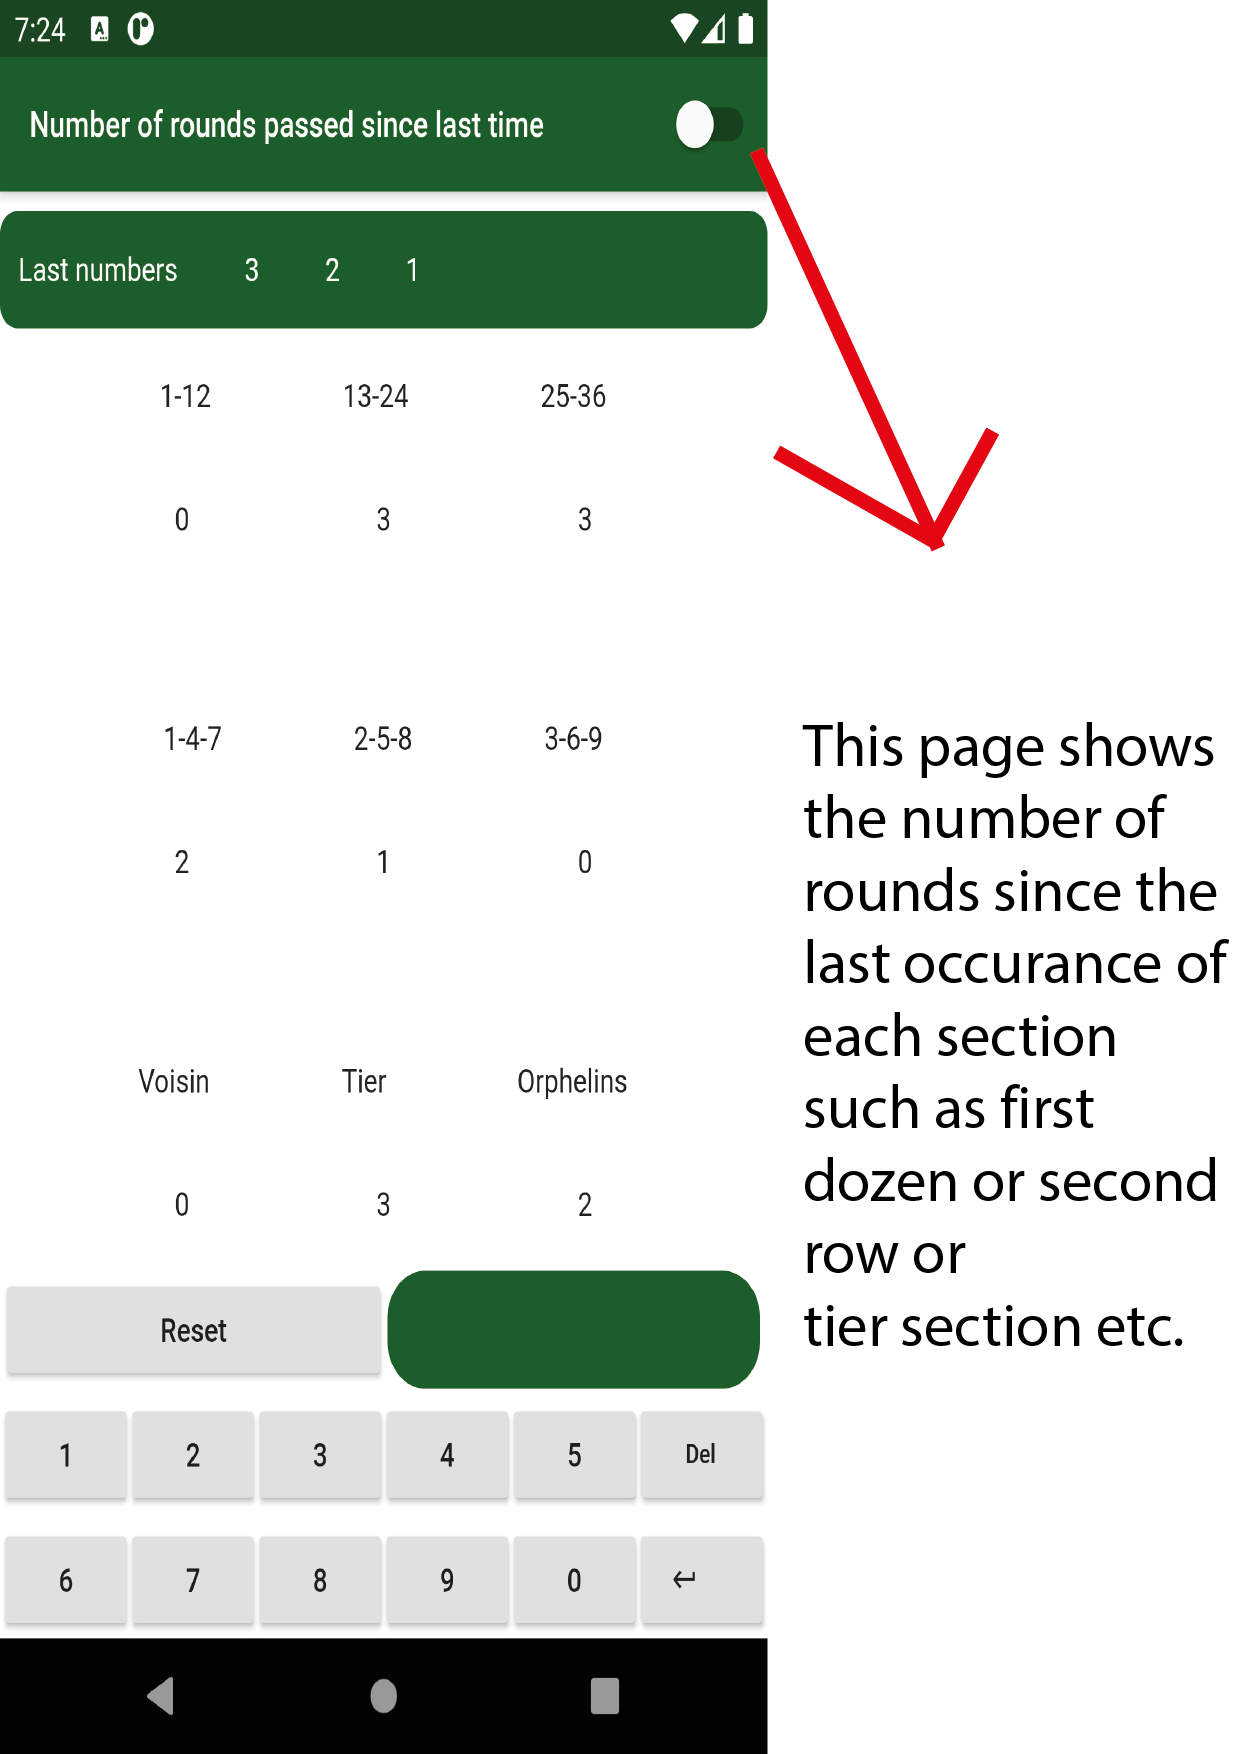 7:24
Number of rounds passed since last time
Last numbers 3 2 1
1-12 13-24 25-36
0 3 3
1-4-7 2-5-8 3-6-9
2 1 0
Voisin Tier Orphelins
0 3 2
Reset
1 2 3 4 5 Del
6 7 8 9 0 ↵
This page shows
the number of
rounds since the
last occurance of
each section
such as first
dozen or second
row or
tier section etc.